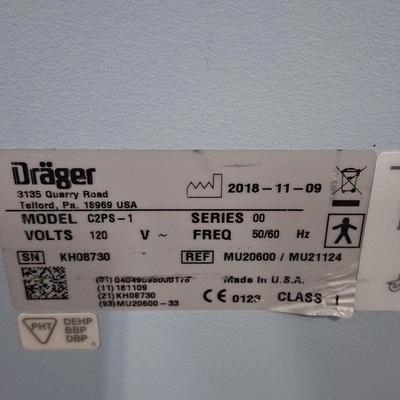 Dräger
3135 Quarry Road
Telford, Pa. 18969 USA
2018-11-09
MODEL C2PS-1 SERIES 00
VOLTS 120 V ~ FREQ 50/60 Hz
SN KH08730 REF MU20600 / MU21124
(01)04049098000178 Made in U.S.A.
(11)181109
(21)KH08730
(93)MU20600-33
CE 0123 CLASS I
PHT DEHP
BBP
DBP